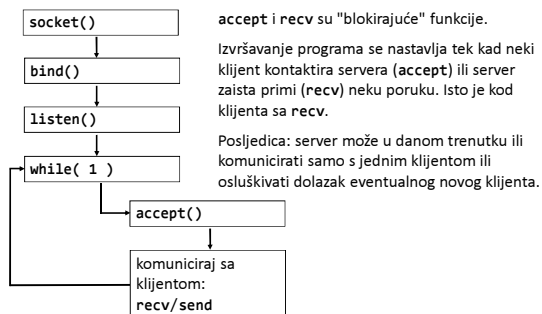 socket()
bind()
listen()
while( 1 )
accept()
komuniciraj sa
klijentom:
recv/send
accept i recv su "blokirajuće" funkcije.
Izvršavanje programa se nastavlja tek kad neki
klijent kontaktira servera (accept) ili server
zaista primi (recv) neku poruku. Isto je kod
klijenta sa recv.
Posljedica: server može u danom trenutku ili
komunicirati samo s jednim klijentom ili
osluškivati dolazak eventualnog novog klijenta.